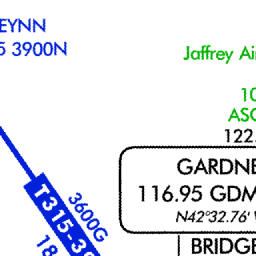 EYNN
5 3900N
Jaffrey Ai
10
ASO
122.
GARDNE
116.95 GDM
N42°32.76'
BRIDGE
T315-3
3600G
18